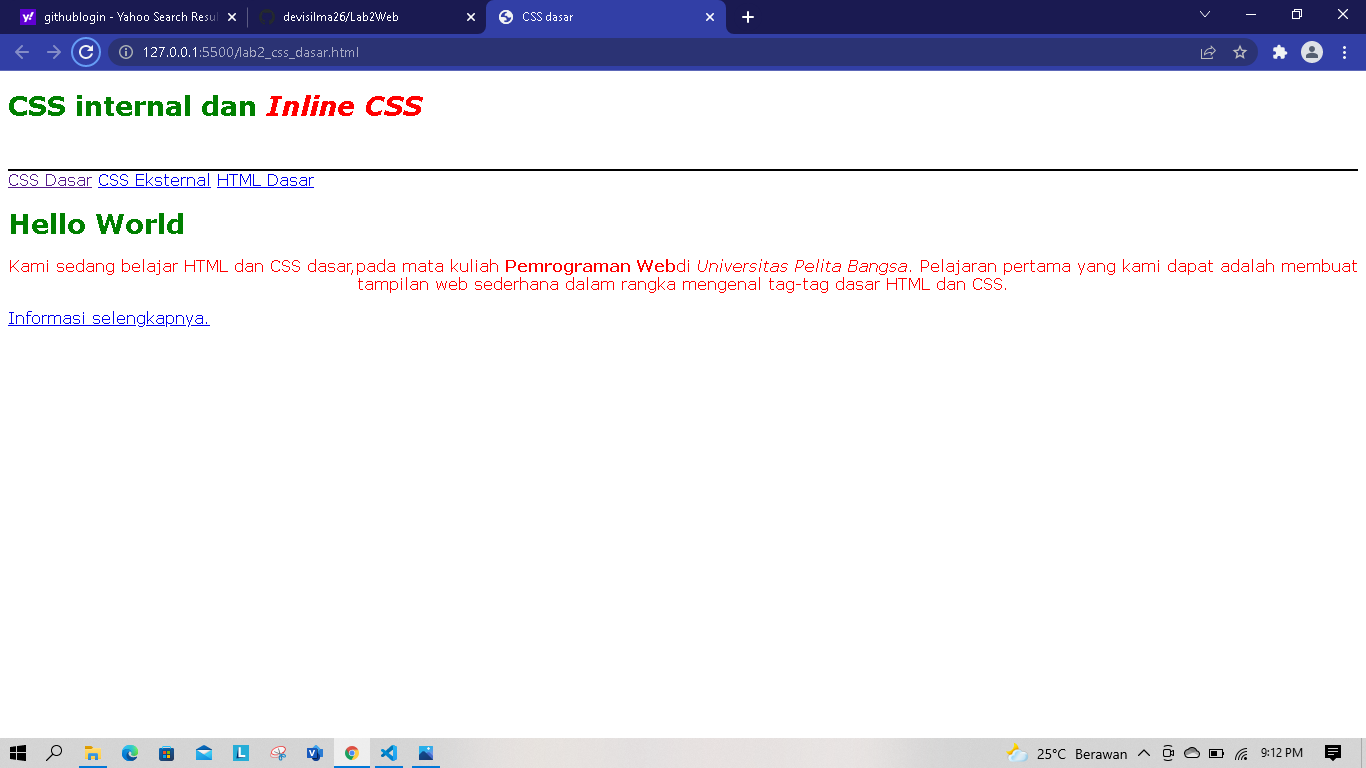 githublogin - Yahoo Search Resul
devisilma26/Lab2Web
CSS dasar
127.0.0.1:5500/lab2_css_dasar.html
CSS internal dan Inline CSS
CSS Dasar CSS Eksternal HTML Dasar
Hello World
Kami sedang belajar HTML dan CSS dasar,pada mata kuliah Pemrograman Webdi Universitas Pelita Bangsa. Pelajaran pertama yang kami dapat adalah membuat
tampilan web sederhana dalam rangka mengenal tag-tag dasar HTML dan CSS.
Informasi selengkapnya.
25°C Berawan 9:12 PM